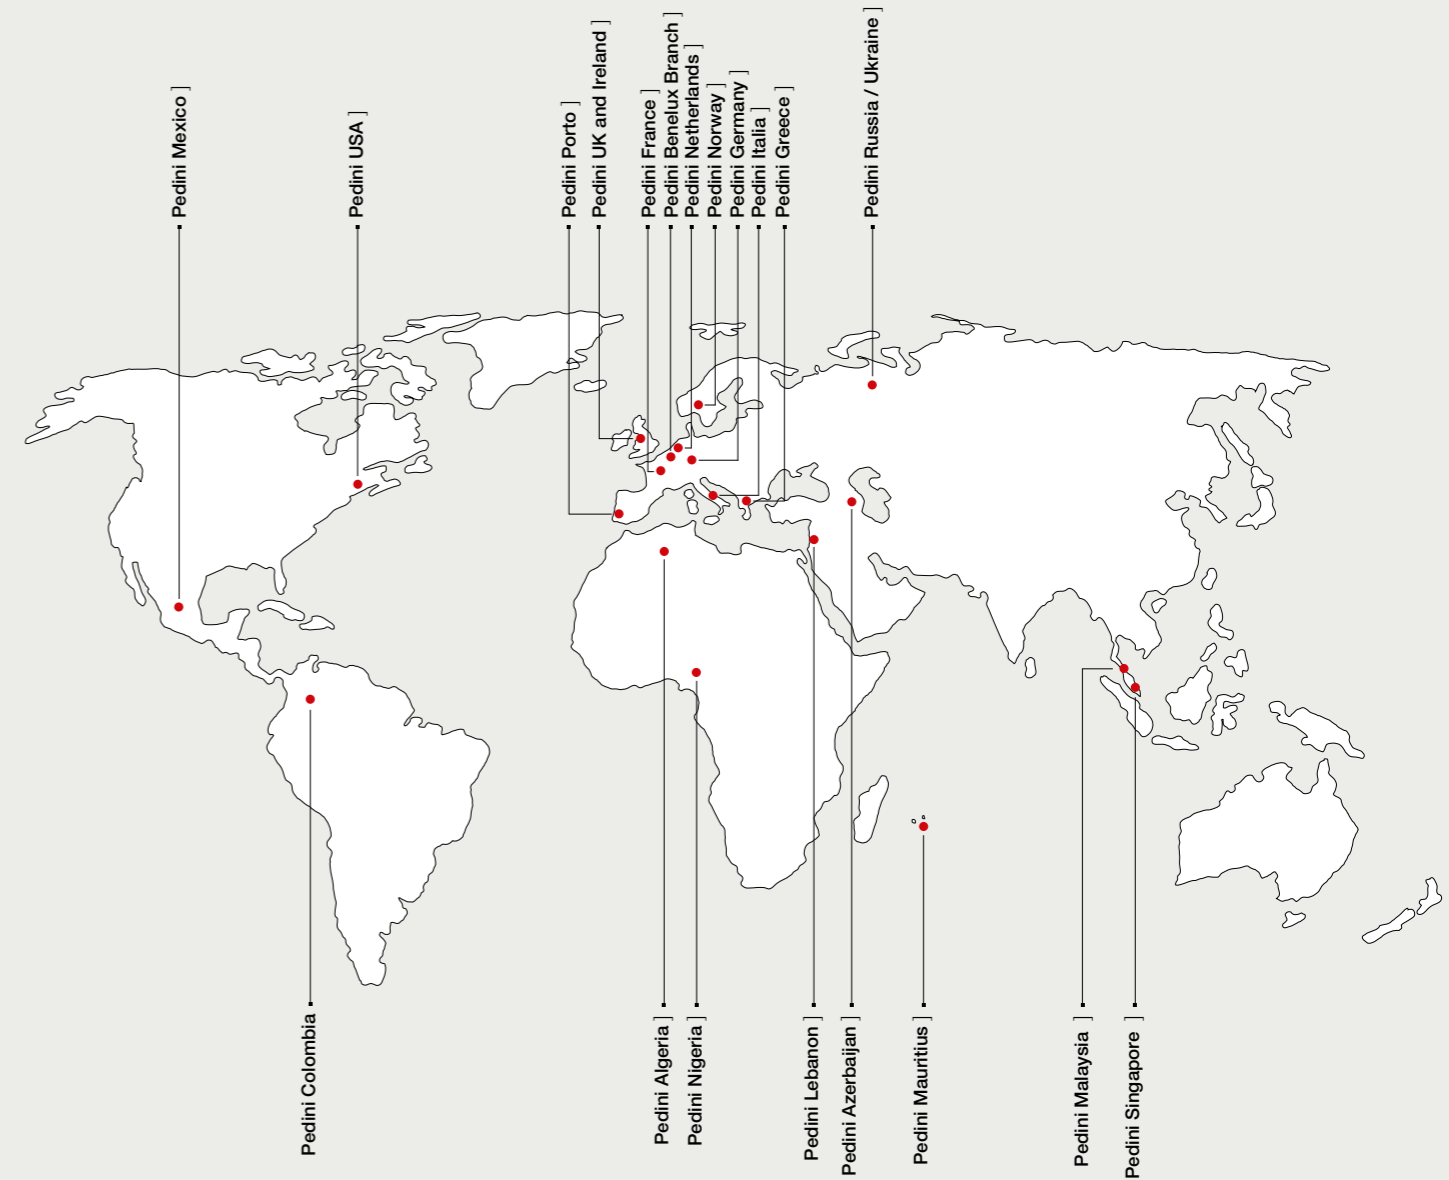 Pedini Mexico ]
Pedini USA ]
Pedini Porto ]
Pedini UK and Ireland ]
Pedini France ]
Pedini Benelux Branch ]
Pedini Netherlands ]
Pedini Norway ]
Pedini Germany ]
Pedini Italia ]
Pedini Greece ]
Pedini Russia / Ukraine ]
Pedini Colombia
Pedini Algeria ]
Pedini Nigeria ]
Pedini Lebanon ]
Pedini Azerbaijan ]
Pedini Mauritius ]
Pedini Malaysia ]
Pedini Singapore ]